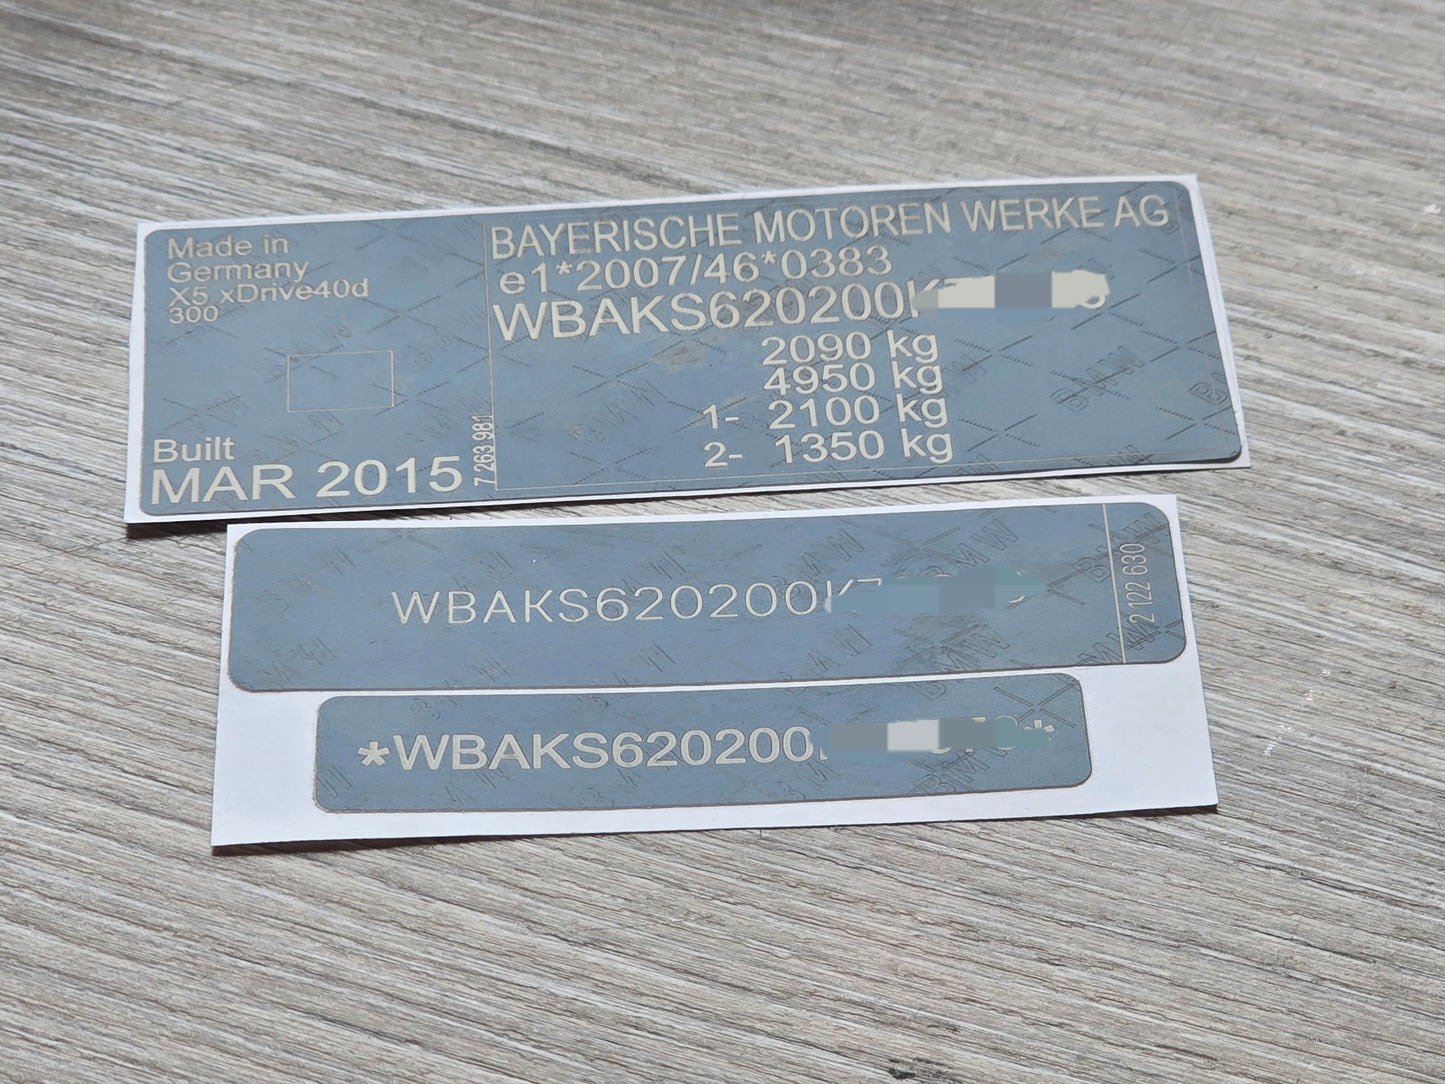 Made in
Germany
X5 xDrive40d
300
Built
MAR 2015
7 263 981
BAYERISCHE MOTOREN WERKE AG
e1*2007/46*0383
WBAKS620200K
2090 kg
4950 kg
1- 2100 kg
2- 1350 kg
WBAKS620200K
2 122 630
*WBAKS620200